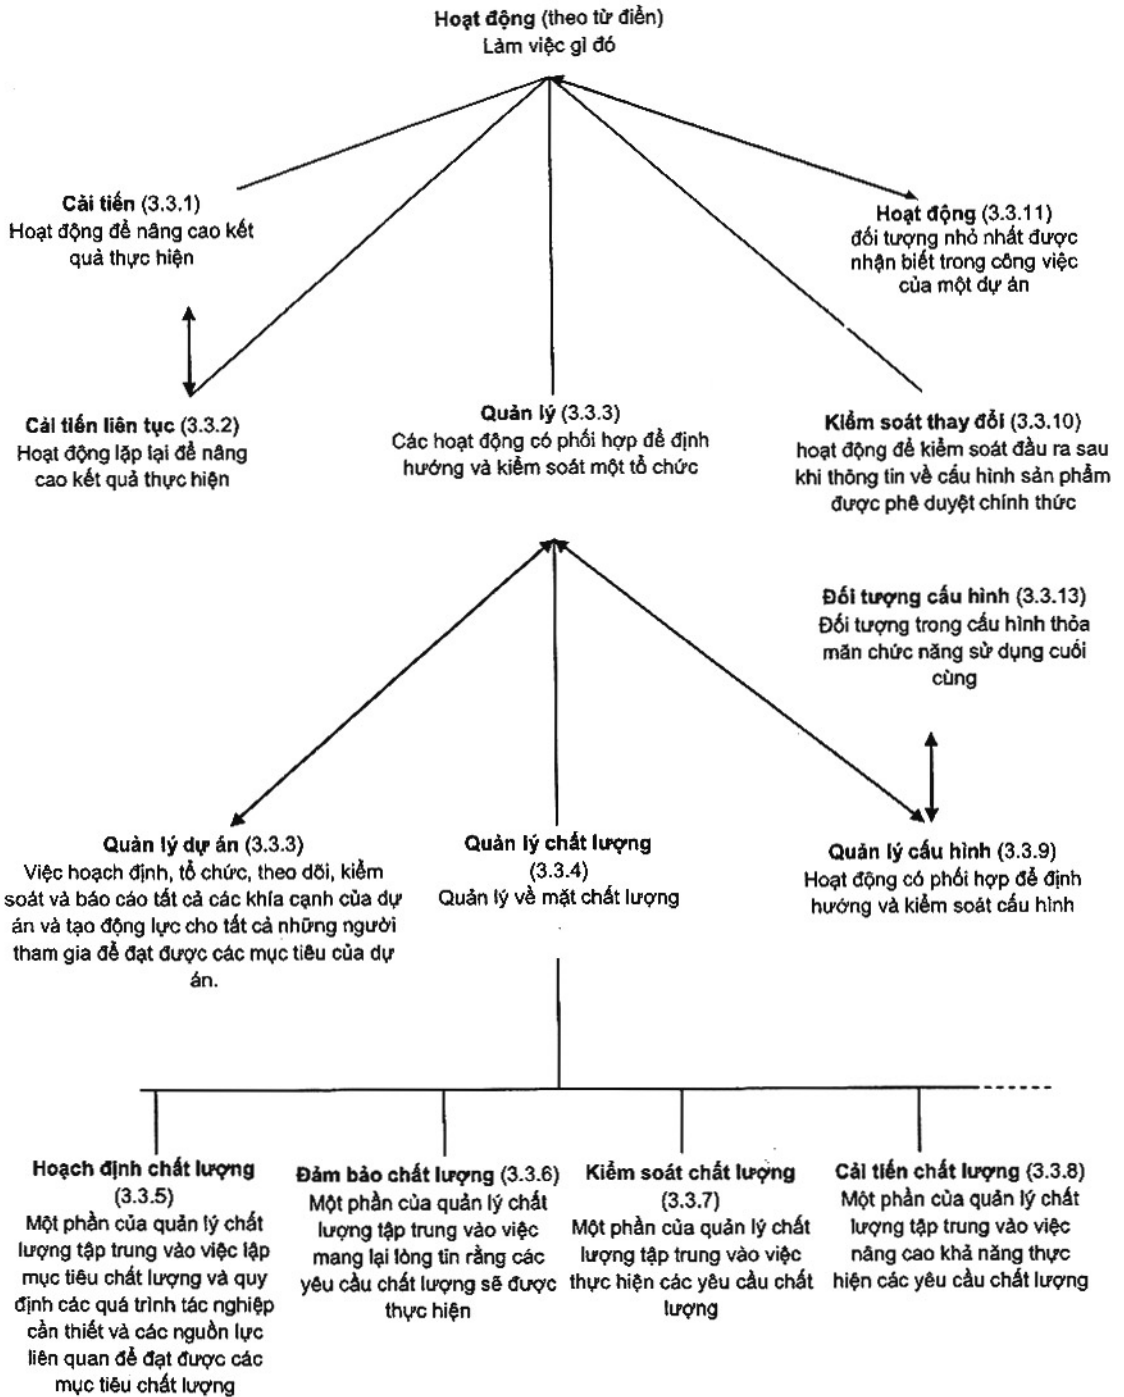 Hoạt động (theo từ điển)
Làm việc gì đó
Cải tiến (3.3.1)
Hoạt động để nâng cao kết
quả thực hiện
Hoạt động (3.3.11)
đối tượng nhỏ nhất được
nhận biết trong công việc
của một dự án
Cải tiến liên tục (3.3.2)
Hoạt động lặp lại để nâng
cao kết quả thực hiện
Quản lý (3.3.3)
Các hoạt động có phối hợp để định
hướng và kiểm soát một tổ chức
Kiểm soát thay đổi (3.3.10)
hoạt động để kiểm soát đầu ra sau
khi thông tin về cấu hình sản phẩm
được phê duyệt chính thức
Đối tượng cấu hình (3.3.13)
Đối tượng trong cấu hình thỏa
mãn chức năng sử dụng cuối
cùng
Quản lý dự án (3.3.3)
Việc hoạch định, tổ chức, theo dõi, kiểm
soát và báo cáo tất cả các khía cạnh của dự
án và tạo động lực cho tất cả những người
tham gia để đạt được các mục tiêu của dự
án.
Quản lý chất lượng
(3.3.4)
Quản lý về mặt chất lượng
Quản lý cấu hình (3.3.9)
Hoạt động có phối hợp để định
hướng và kiểm soát cấu hình
Hoạch định chất lượng
(3.3.5)
Một phần của quản lý chất
lượng tập trung vào việc lập
mục tiêu chất lượng và quy
định các quá trình tác nghiệp
cần thiết và các nguồn lực
liên quan để đạt được các
mục tiêu chất lượng
Đảm bảo chất lượng (3.3.6)
Một phần của quản lý chất
lượng tập trung vào việc
mang lại lòng tin rằng các
yêu cầu chất lượng sẽ được
thực hiện
Kiểm soát chất lượng
(3.3.7)
Một phần của quản lý chất
lượng tập trung vào việc
thực hiện các yêu cầu chất
lượng
Cải tiến chất lượng (3.3.8)
Một phần của quản lý chất
lượng tập trung vào việc
nâng cao khả năng thực
hiện các yêu cầu chất lượng